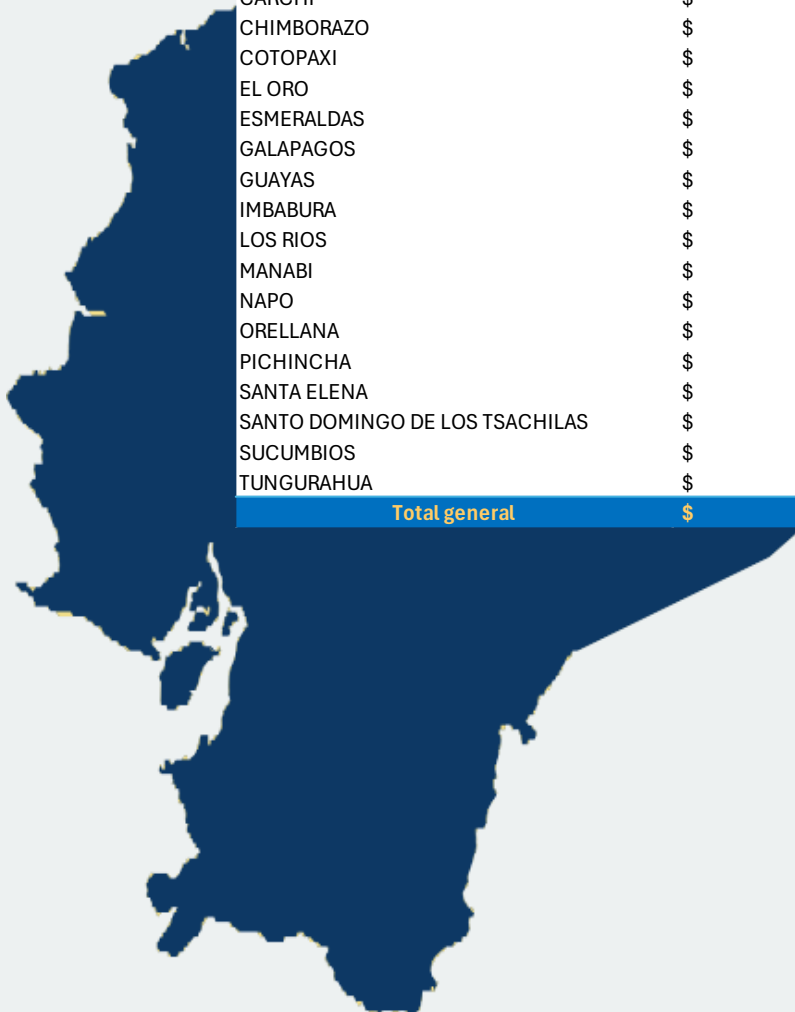 CARCHI
CHIMBORAZO $
COTOPAXI $
EL ORO $
ESMERALDAS $
GALAPAGOS $
GUAYAS $
IMBABURA $
LOS RIOS $
MANABI $
NAPO $
ORELLANA $
PICHINCHA $
SANTA ELENA $
SANTO DOMINGO DE LOS TSACHILAS $
SUCUMBIOS $
TUNGURAHUA $
Total general $